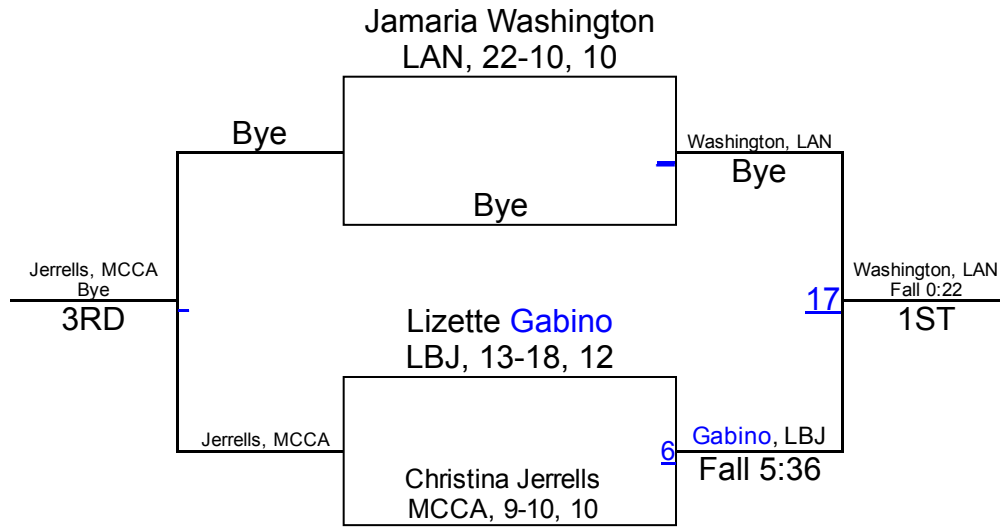 Jamaria Washington
LAN, 22-10, 10
Bye
Washington, LAN
Bye
Bye
Jerrells, MCCA
Bye
3RD
Washington, LAN
Fall 0:22
1ST
17
Lizette Gabino
LBJ, 13-18, 12
Jerrells, MCCA
6
Gabino, LBJ
Fall 5:36
Christina Jerrells
MCCA, 9-10, 10